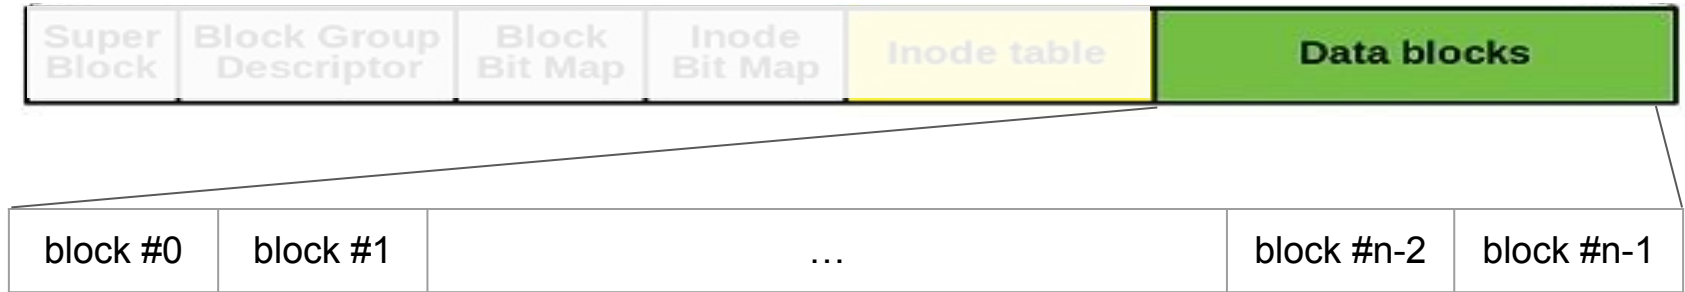 Super Block
Block Group Descriptor
Block Bit Map
Inode Bit Map
Inode table
Data blocks
block #0
block #1
…
block #n-2
block #n-1